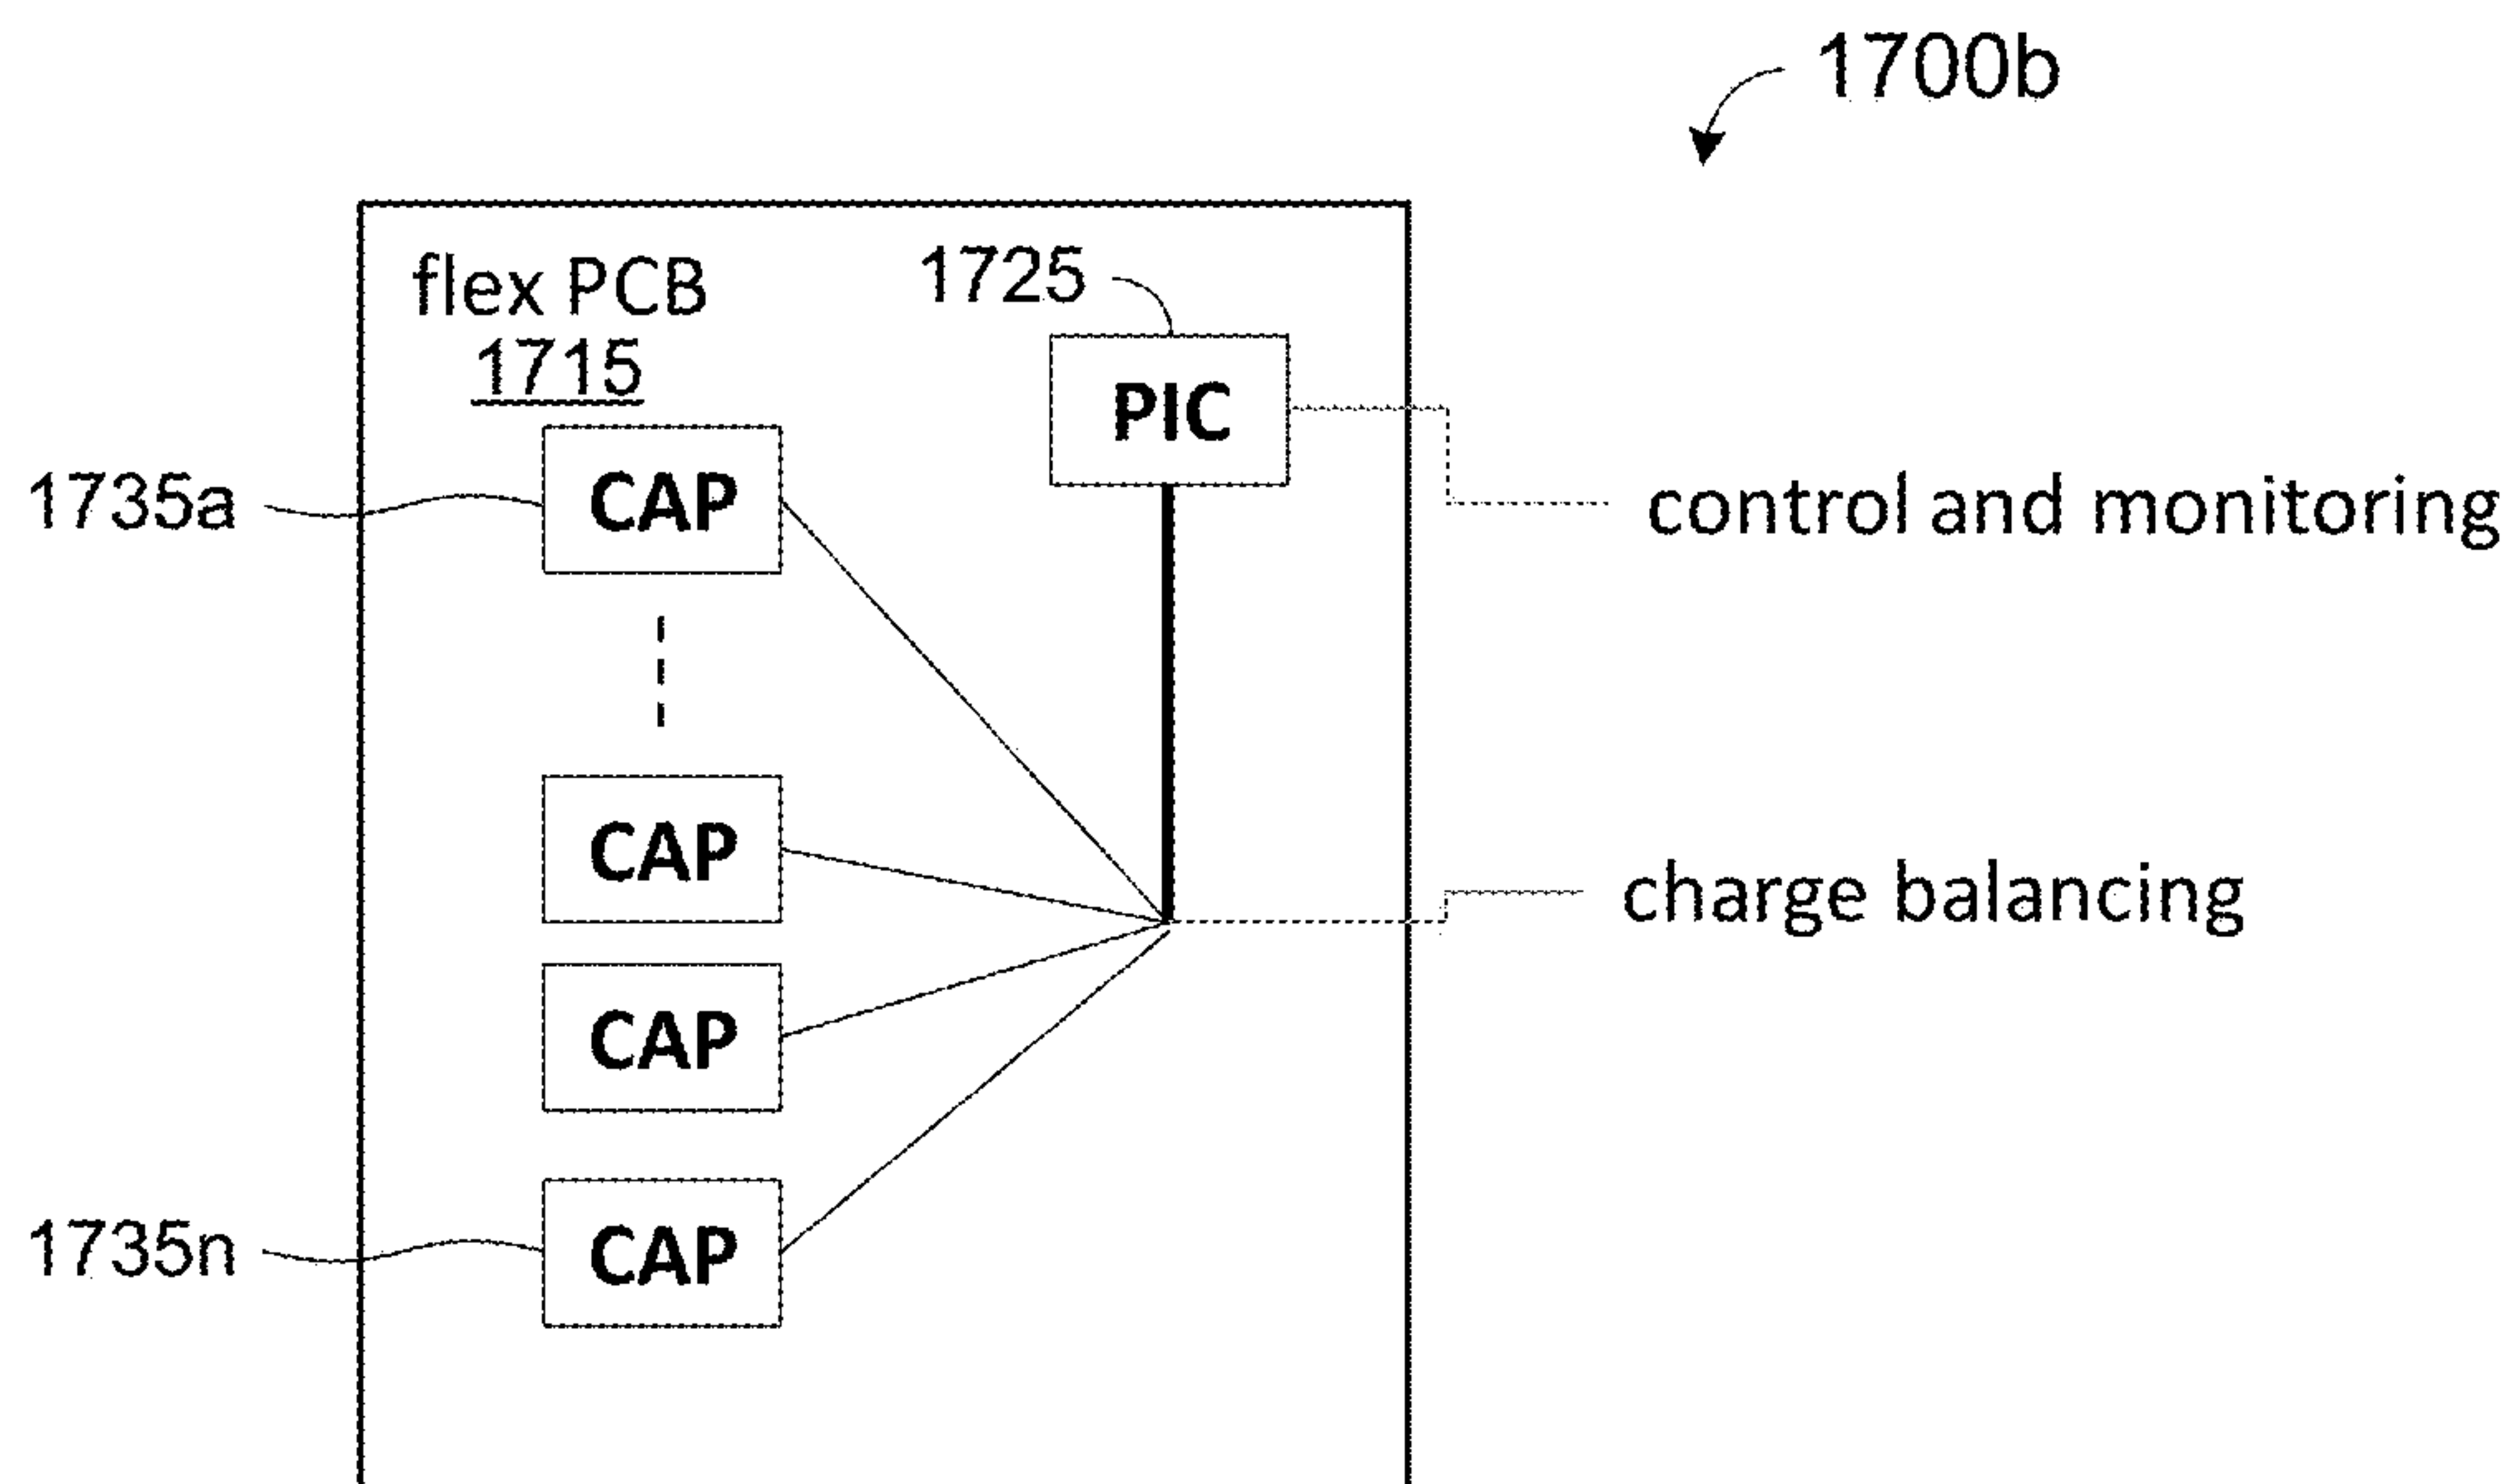 1700b
flex PCB
1715
1725
PIC
1735a
CAP
control and monitoring
CAP
charge balancing
CAP
1735n
CAP